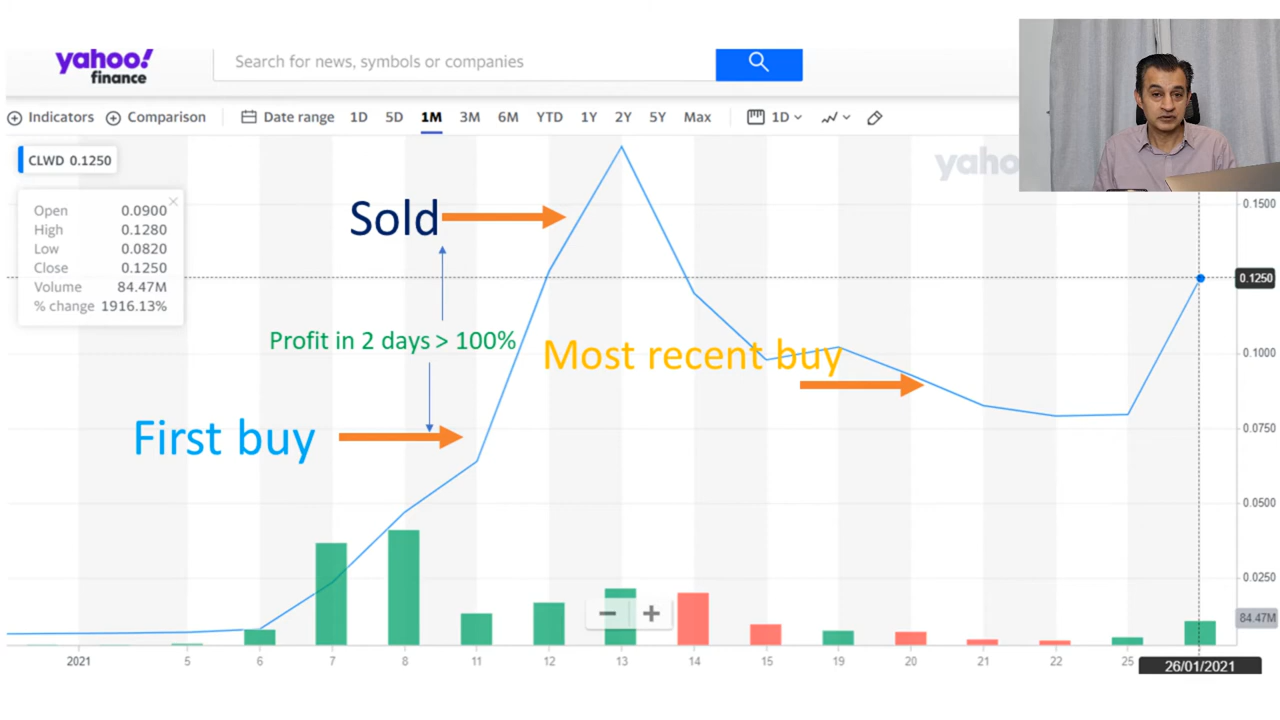 yahoo!
finance
Search for news, symbols or companies
Indicators Comparison Date range 1D 5D 1M 3M 6M YTD 1Y 2Y 5Y Max 1D
CLWD 0.1250
yaho
Open 0.0900
High 0.1280
Low 0.0820
Close 0.1250
Volume 84.47M
% change 1916.13%
Sold
0.1500
0.1250
Profit in 2 days > 100%
Most recent buy
0.1000
First buy
0.0750
0.0500
0.0250
84.47M
2021 5 6 7 8 11 12 13 14 15 19 20 21 22 25 26/01/2021